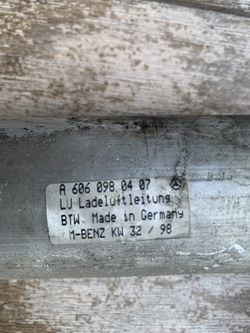 A 606 098 04 07
LU-Ladeluftleitung
BTW. Made in Germany
M-BENZ KW 32 / 98